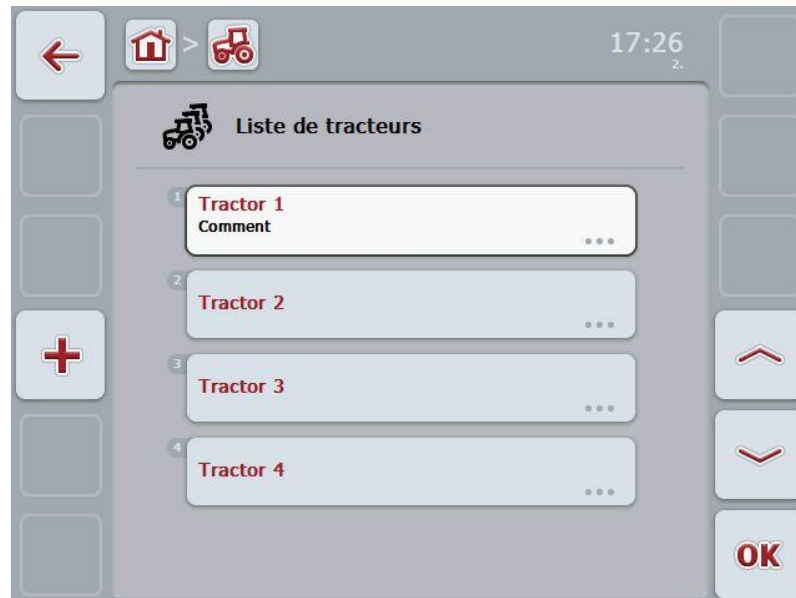 >
17:26
2.
Liste de tracteurs
1
Tractor 1
Comment
2
Tractor 2
3
Tractor 3
4
Tractor 4
OK